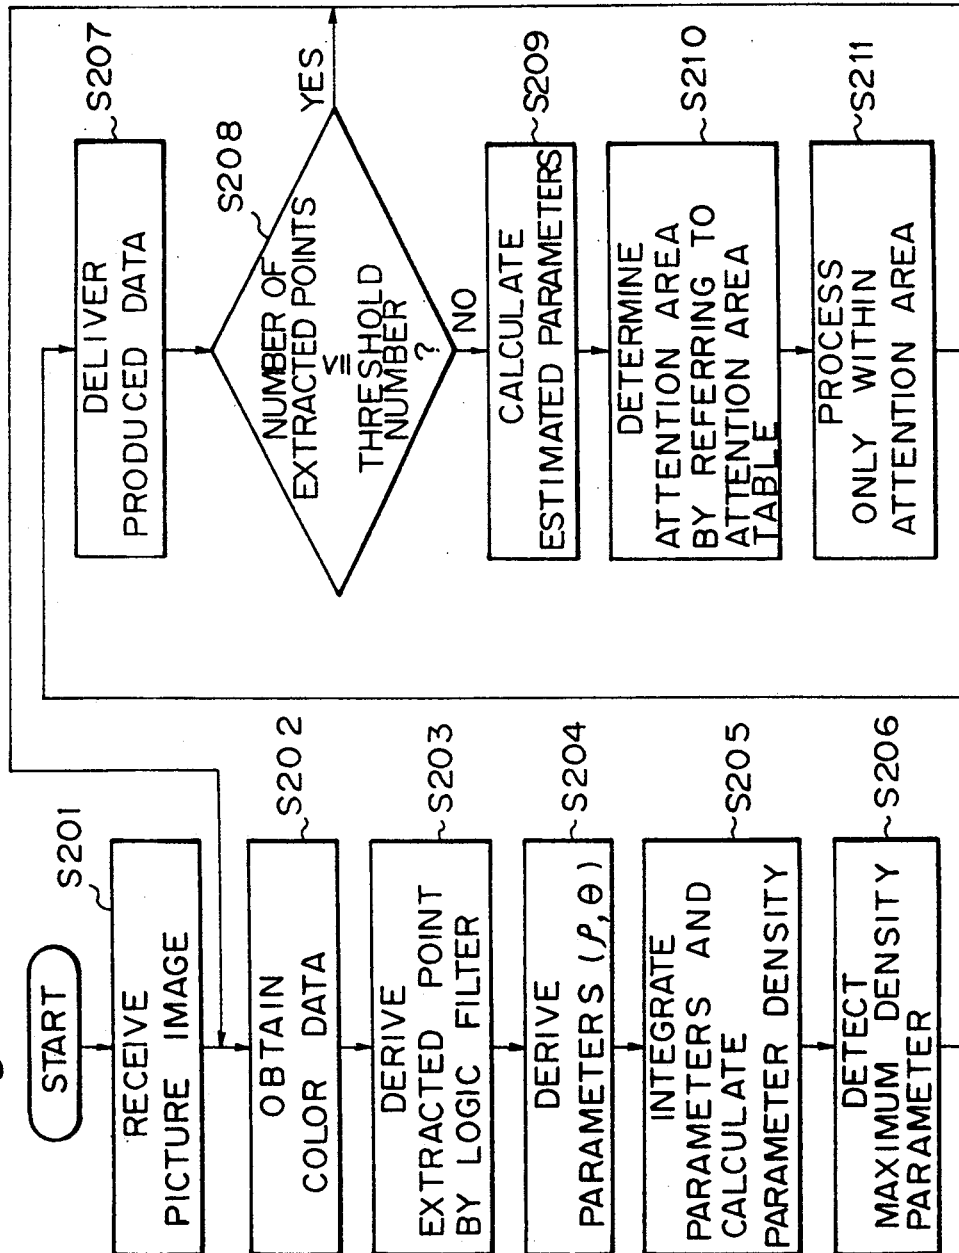 START
S201
RECEIVE
PICTURE IMAGE
S202
OBTAIN
COLOR DATA
S203
DERIVE
EXTRACTED POINT
BY LOGIC FILTER
S204
DERIVE
PARAMETERS (ρ,θ)
S205
INTEGRATE
PARAMETERS AND
CALCULATE
PARAMETER DENSITY
S206
DETECT
MAXIMUM DENSITY
PARAMETER
S207
DELIVER
PRODUCED DATA
S208
NUMBER OF
EXTRACTED POINTS
≤
THRESHOLD
NUMBER
?
YES
NO
S209
CALCULATE
ESTIMATED PARAMETERS
S210
DETERMINE
ATTENTION AREA
BY REFERRING TO
ATTENTION AREA
TABLE
S211
PROCESS
ONLY WITHIN
ATTENTION AREA